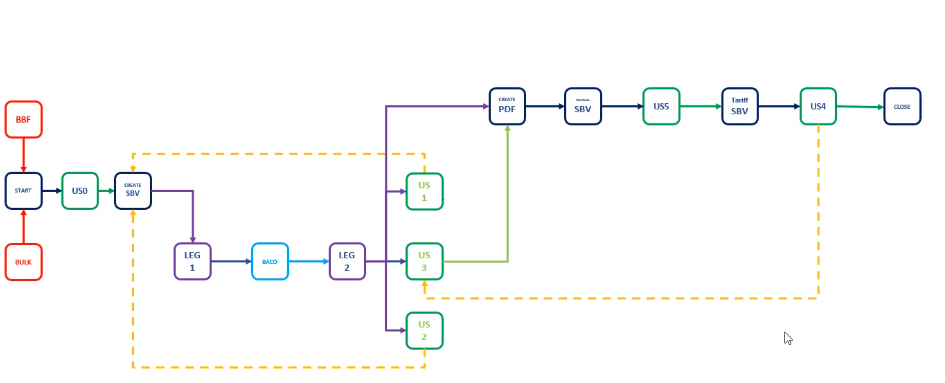 CREATE
PDF
SBV
US5
Tariff
SBV
US4
CLOSE
BBF
START
US0
CREATE
SBV
US
1
BULK
LEG
1
BACO
LEG
2
US
3
US
2